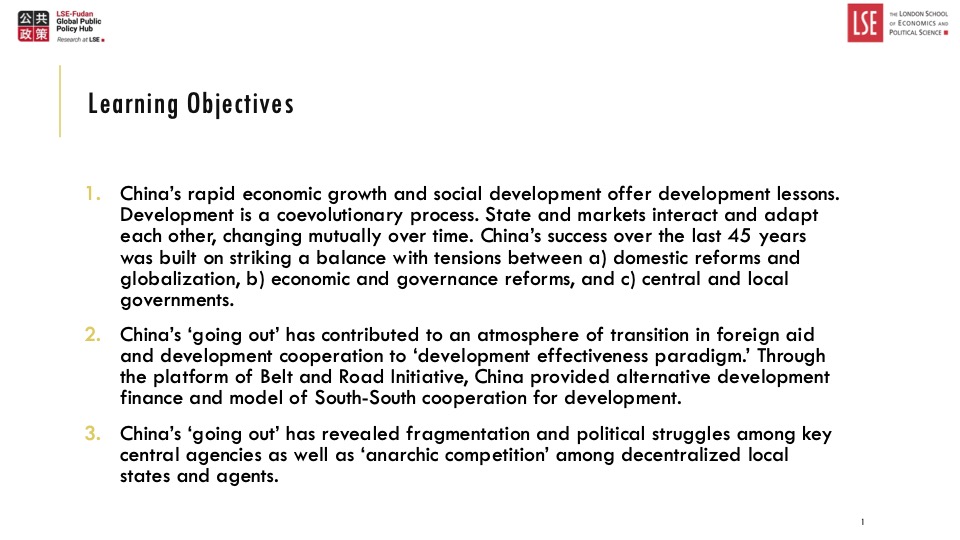 公共
政策
LSE-Fudan
Global Public
Policy Hub
Research at LSE
LSE
THE LONDON SCHOOL
OF ECONOMICS AND
POLITICAL SCIENCE
Learning Objectives
1. China’s rapid economic growth and social development offer development lessons.
Development is a coevolutionary process. State and markets interact and adapt
each other, changing mutually over time. China’s success over the last 45 years
was built on striking a balance with tensions between a) domestic reforms and
globalization, b) economic and governance reforms, and c) central and local
governments.
2. China’s ‘going out’ has contributed to an atmosphere of transition in foreign aid
and development cooperation to ‘development effectiveness paradigm.’ Through
the platform of Belt and Road Initiative, China provided alternative development
finance and model of South-South cooperation for development.
3. China’s ‘going out’ has revealed fragmentation and political struggles among key
central agencies as well as ‘anarchic competition’ among decentralized local
states and agents.
1